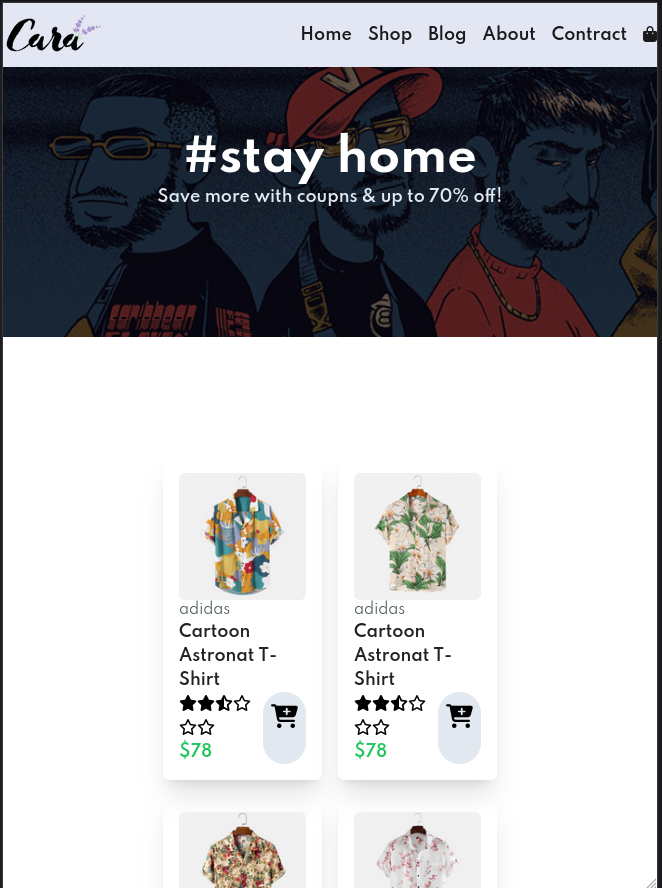 Cara
Home Shop Blog About Contract
#stay home
Save more with coupns & up to 70% off!
adidas
Cartoon
Astronat T-
Shirt
$78
adidas
Cartoon
Astronat T-
Shirt
$78